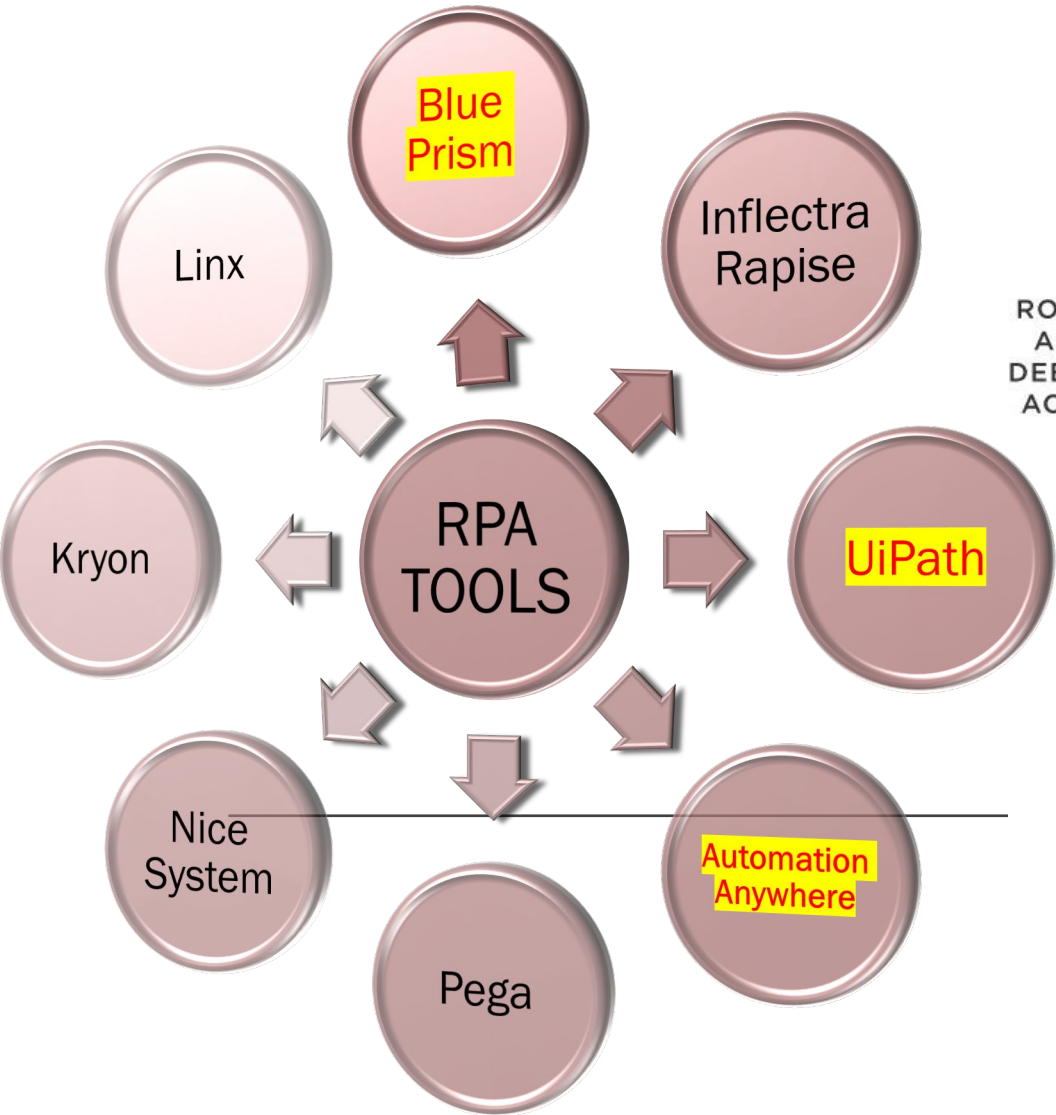 Blue
Prism
Inflectra
Rapise
Linx
RPA
TOOLS
UiPath
Kryon
Automation
Anywhere
Nice
System
Pega